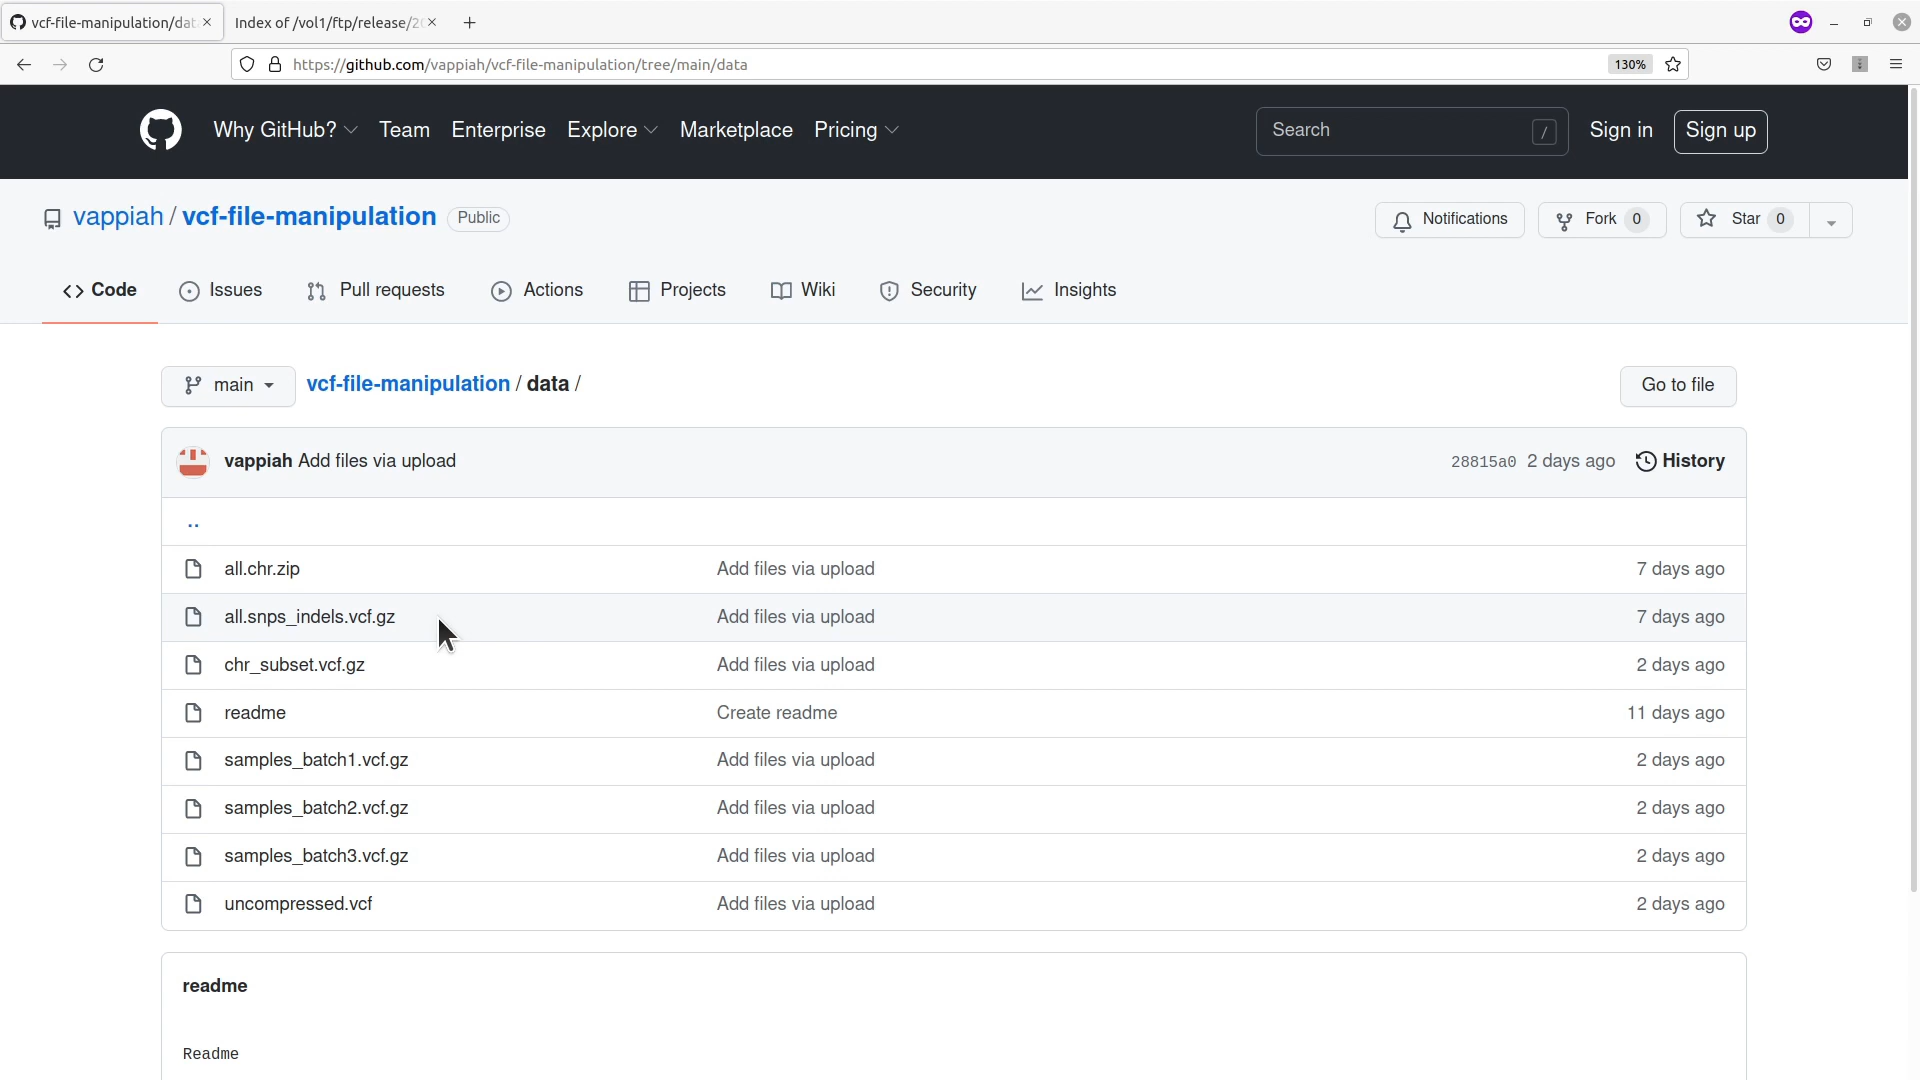 vcf-file-manipulation/dat
Index of /vol1/ftp/release/2
https://github.com/vappiah/vcf-file-manipulation/tree/main/data
130%
Why GitHub? Team Enterprise Explore Marketplace Pricing
Search /
Sign in
Sign up
vappiah / vcf-file-manipulation Public
Notifications
Fork 0
Star 0
Code Issues Pull requests Actions Projects Wiki Security Insights
main vcf-file-manipulation / data /
Go to file
vappiah Add files via upload 28815a0 2 days ago History
..
all.chr.zip Add files via upload 7 days ago
all.snps_indels.vcf.gz Add files via upload 7 days ago
chr_subset.vcf.gz Add files via upload 2 days ago
readme Create readme 11 days ago
samples_batch1.vcf.gz Add files via upload 2 days ago
samples_batch2.vcf.gz Add files via upload 2 days ago
samples_batch3.vcf.gz Add files via upload 2 days ago
uncompressed.vcf Add files via upload 2 days ago
readme
Readme